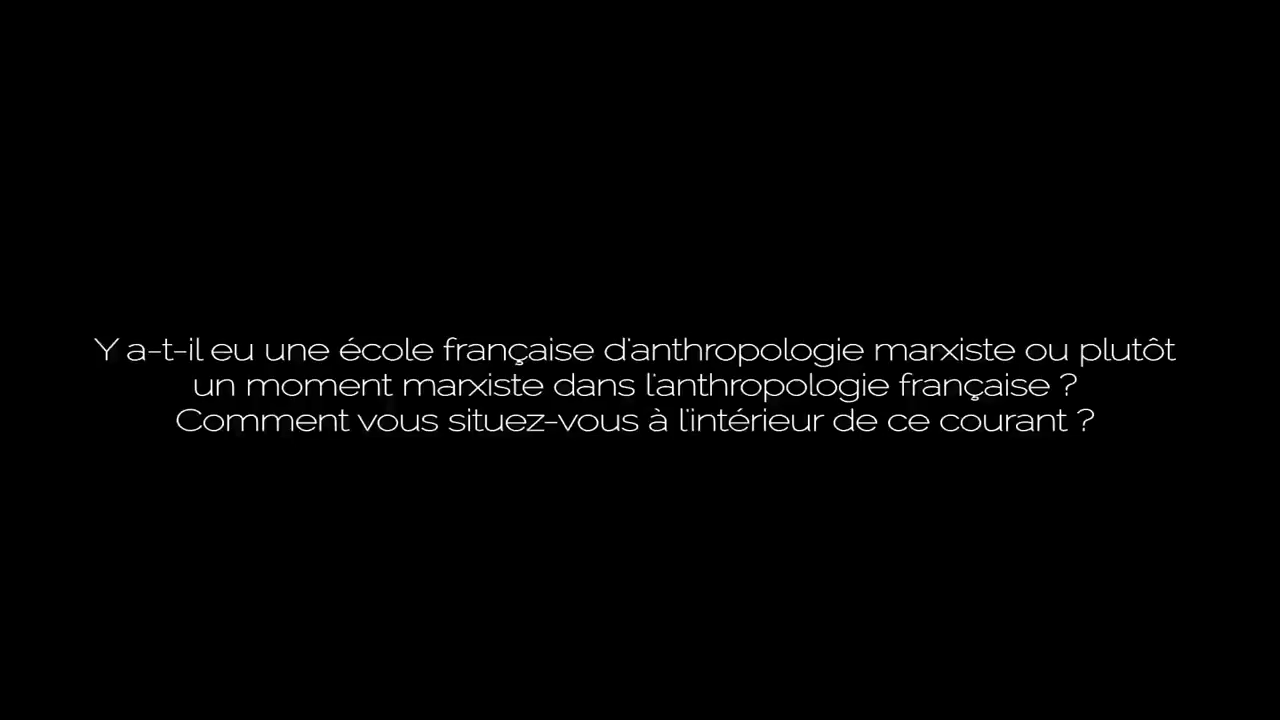 Y a-t-il eu une école française d'anthropologie marxiste ou plutôt
un moment marxiste dans l'anthropologie française ?
Comment vous situez-vous à l'intérieur de ce courant ?